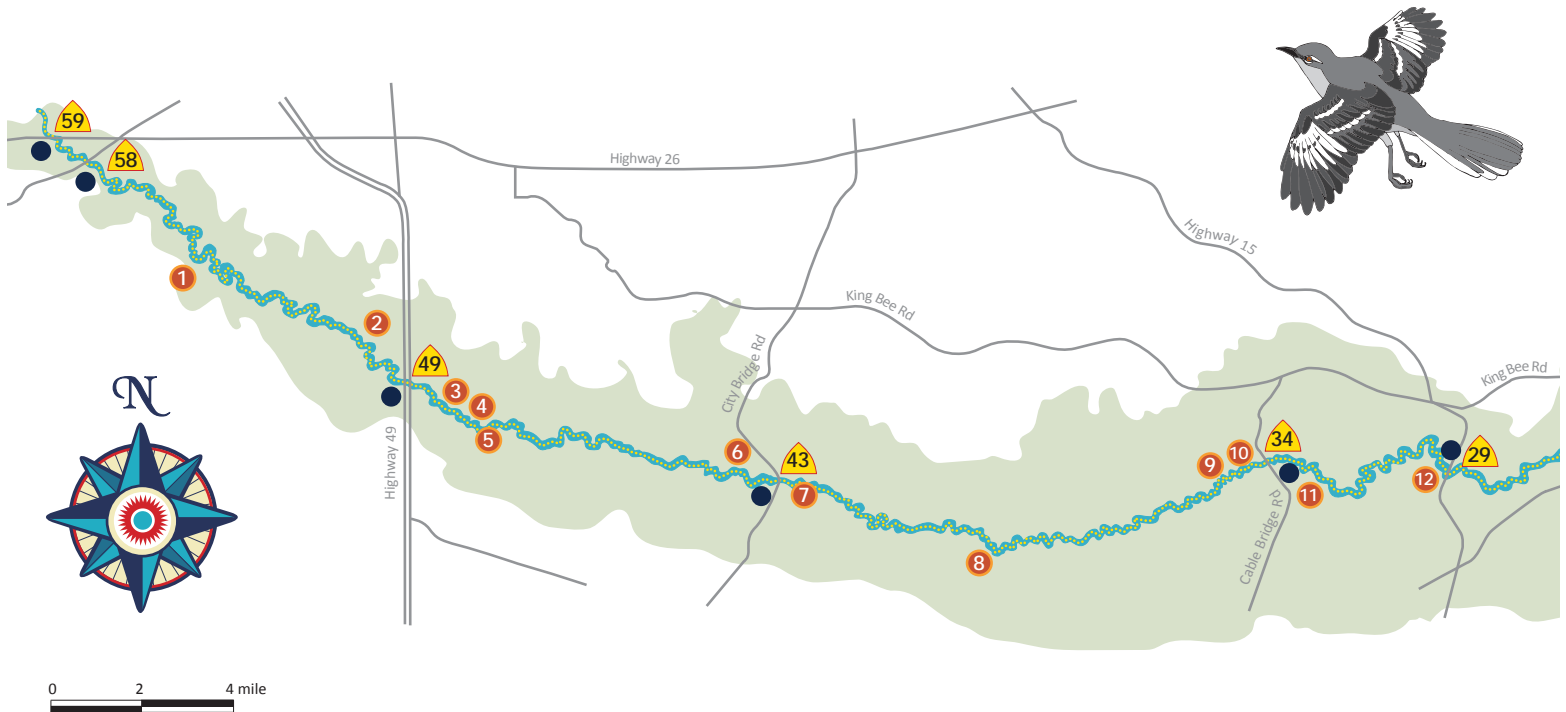 59
58
Highway 26
Highway 15
1
King Bee Rd
2
City Bridge Rd
49
King Bee Rd
N
3
4
5
Highway 49
6
43
7
8
9
10
34
11
Cable Bridge Rd
12
29
0 2 4 mile